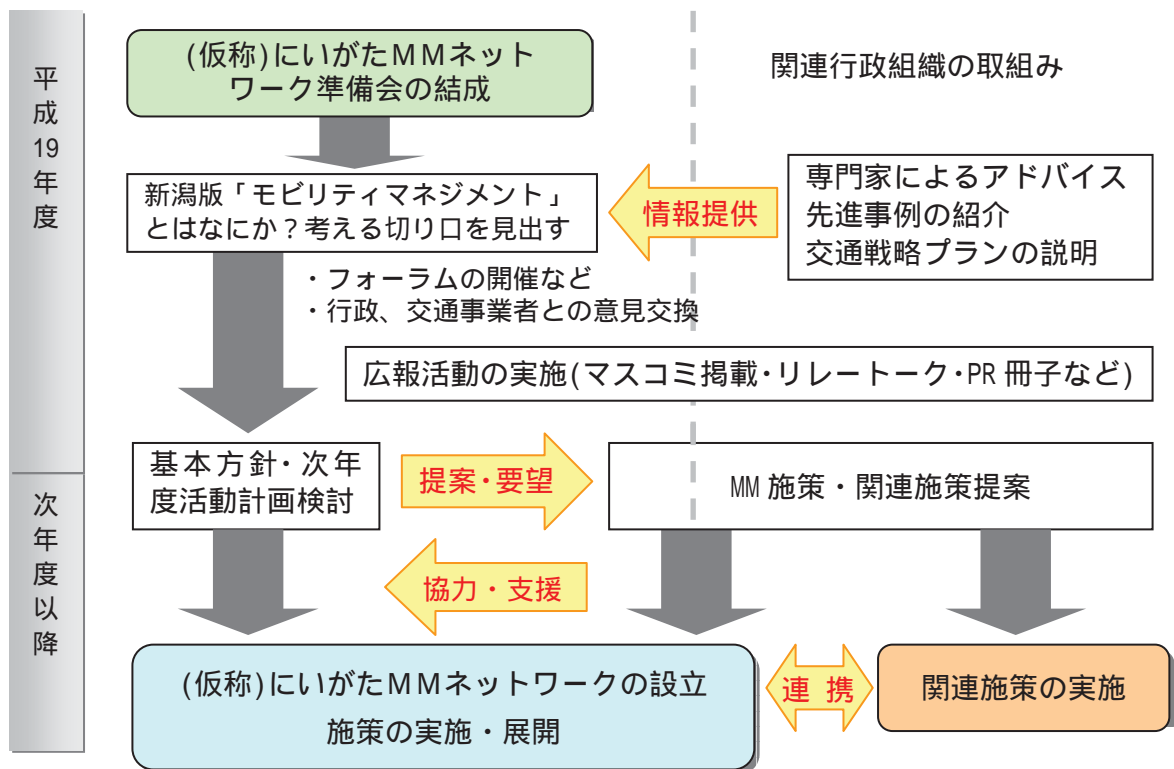 平成19年度
(仮称)にいがたMMネット
ワーク準備会の結成
関連行政組織の取組み
新潟版「モビリティマネジメント」
とはなにか？考える切り口を見出す
情報提供
専門家によるアドバイス
先進事例の紹介
交通戦略プランの説明
・フォーラムの開催など
・行政、交通事業者との意見交換
広報活動の実施(マスコミ掲載・リレートーク・PR冊子など)
次年度以降
基本方針・次年
度活動計画検討
提案・要望
MM施策・関連施策提案
協力・支援
(仮称)にいがたMMネットワークの設立
施策の実施・展開
連 携
関連施策の実施